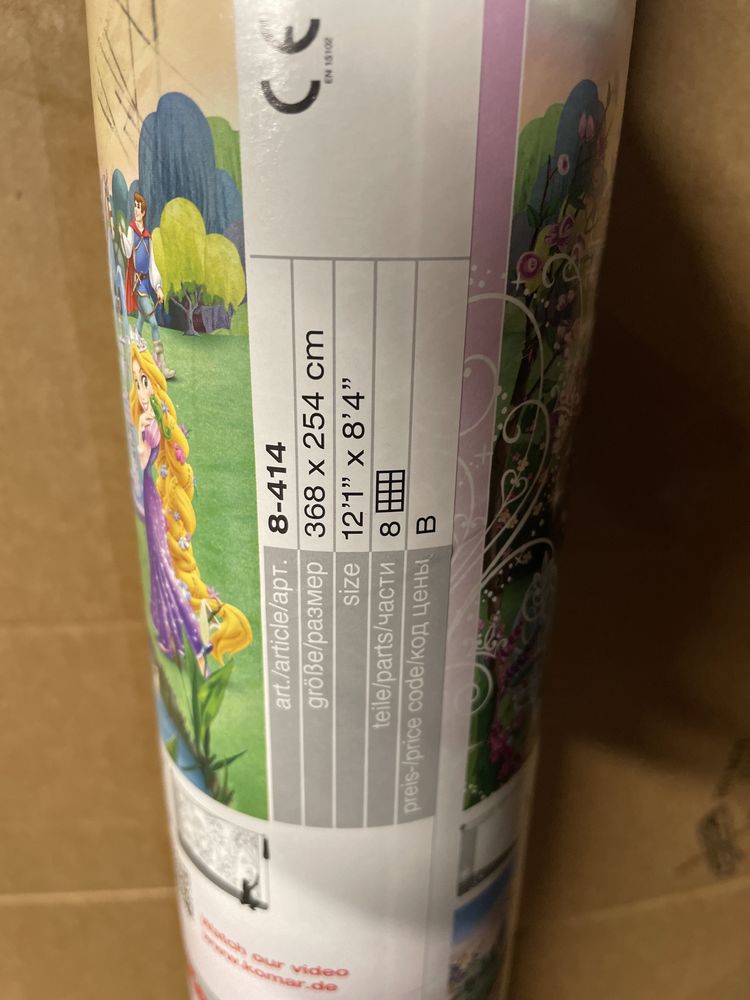 CE
EN 15102
art./article/арт. 8-414
größe/размер 368 x 254 cm
size 12'1" x 8'4"
teile/parts/части 8
preis-/price code/код цены B
watch our video
www.komar.de